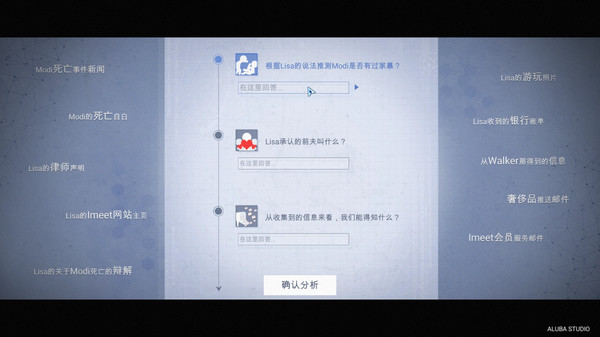 根据Lisa的说法推测Modi是否有过家暴？
在这里回答...
Lisa承认的前夫叫什么？
在这里回答...
从收集到的信息来看，我们能得知什么？
在这里回答...
确认分析
Modi死亡事件新闻
Modi的死亡自白
Lisa的律师声明
Lisa的Imeet网站主页
Lisa的关于Modi死亡的辩解
Lisa的游玩照片
Lisa收到的银行账单
从Walker那得到的信息
奢侈品推送邮件
Imeet会员服务邮件
ALUBA STUDIO